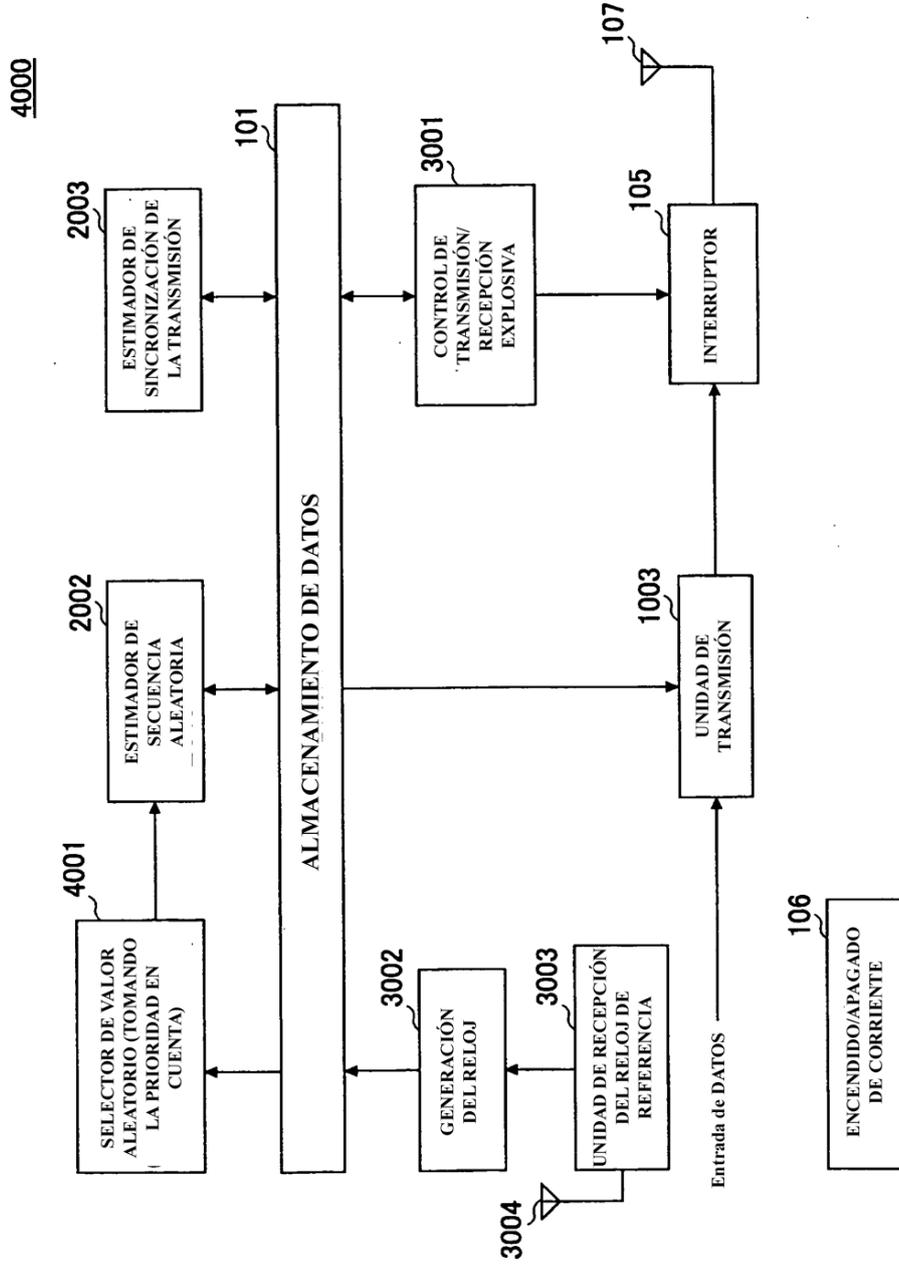 4000
4001
SELECTOR DE VALOR
ALEATORIO (TOMANDO
LA PRIORIDAD EN
CUENTA)
2002
ESTIMADOR DE
SECUENCIA
ALEATORIA
2003
ESTIMADOR DE
SINCRONIZACIÓN DE
LA TRANSMISIÓN
101
ALMACENAMIENTO DE DATOS
3002
GENERACIÓN
DEL RELOJ
3001
CONTROL DE
TRANSMISIÓN/
RECEPCIÓN
EXPLOSIVA
3003
UNIDAD DE RECEPCIÓN
DEL RELOJ DE
REFERENCIA
3004
107
Entrada de DATOS
1003
UNIDAD DE
TRANSMISIÓN
105
INTERRUPTOR
106
ENCENDIDO/APAGADO
DE CORRIENTE